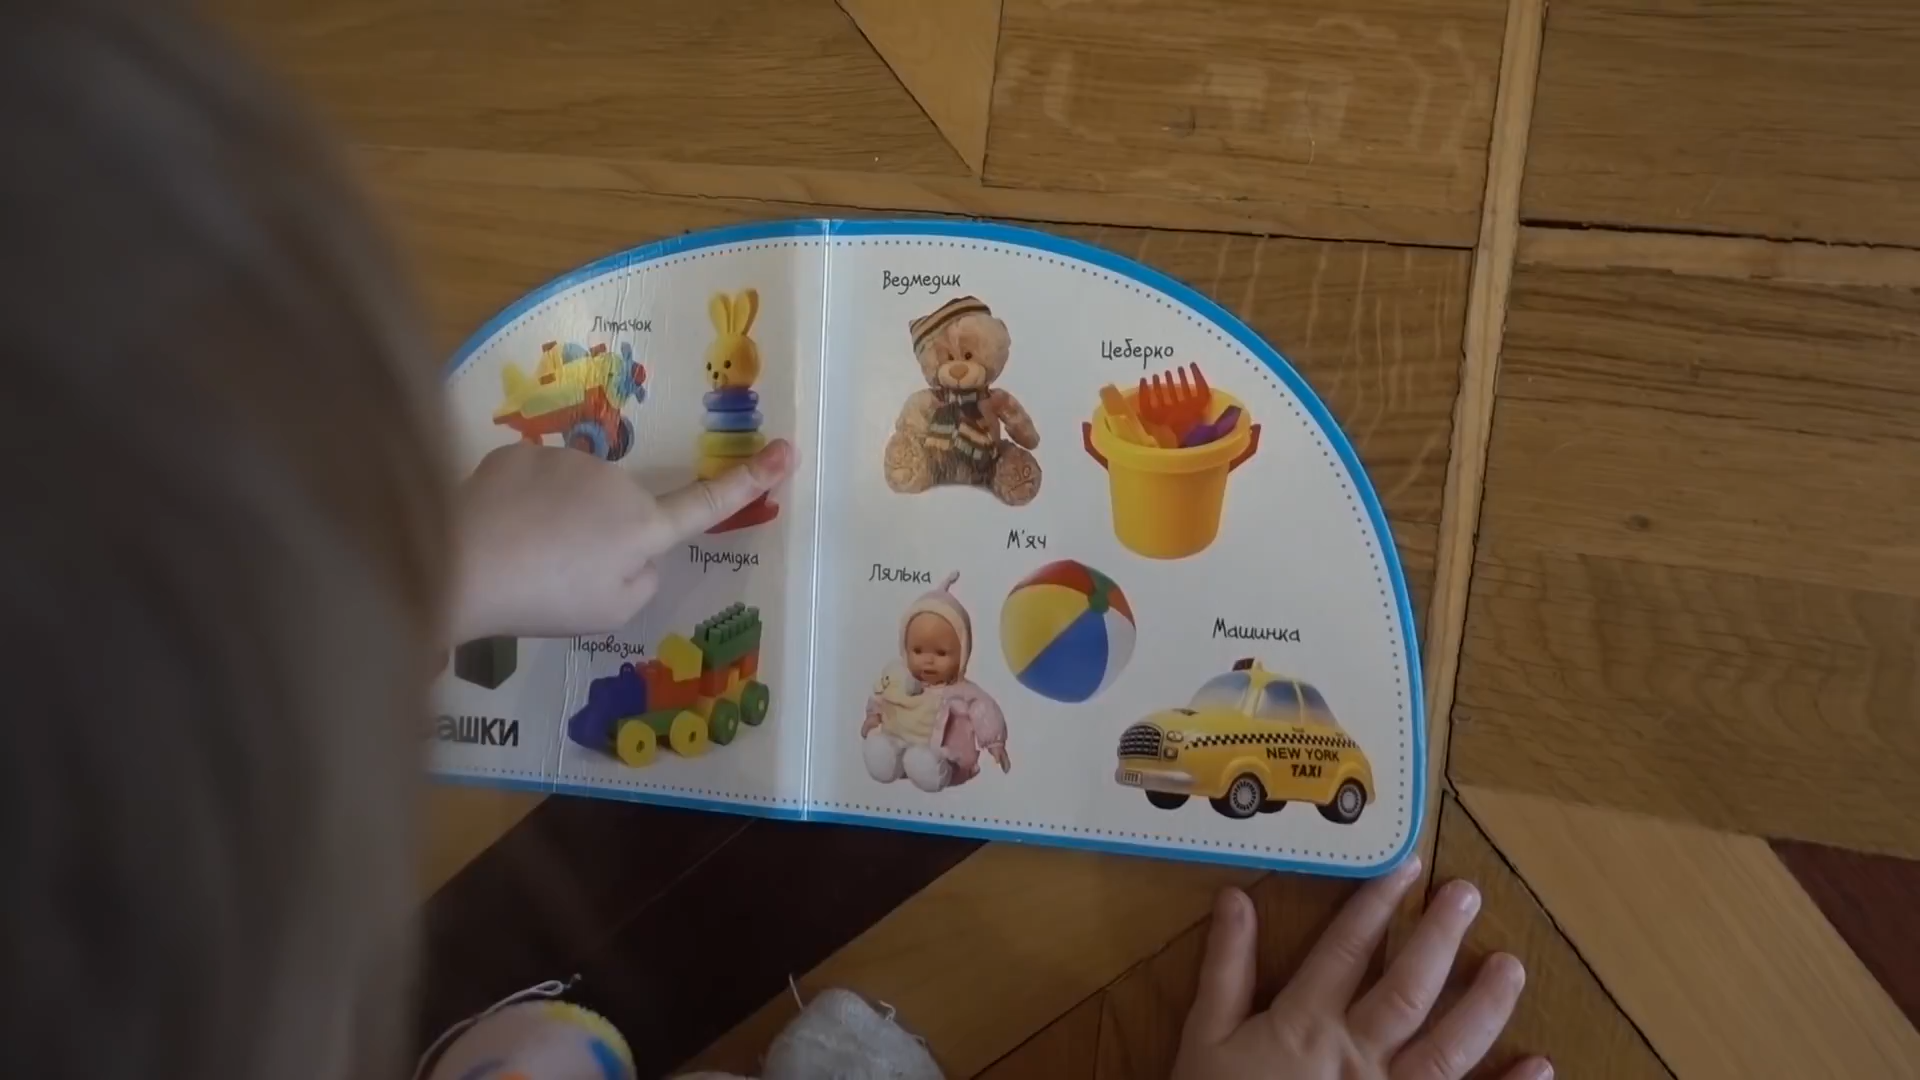 Літачок
Пірамідка
Паровозик
ашки
Ведмедик
Цеберко
М'яч
Лялька
Машинка
NEW YORK
TAXI